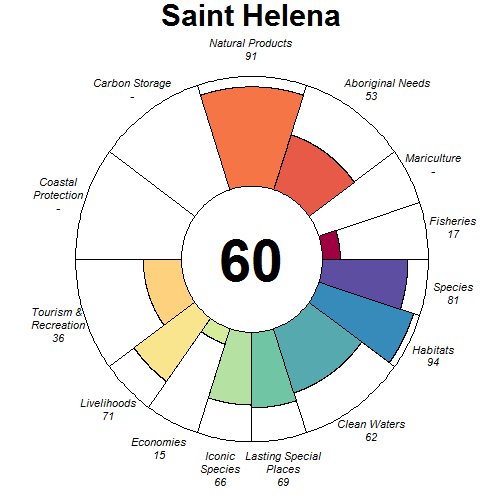 Saint Helena
Natural Products
91
Carbon Storage
-
Aboriginal Needs
53
Mariculture
-
Coastal
Protection
-
Fisheries
17
60
Species
81
Tourism &
Recreation
36
Habitats
94
Livelihoods
71
Clean Waters
62
Economies
15
Iconic
Species
66
Lasting Special
Places
69